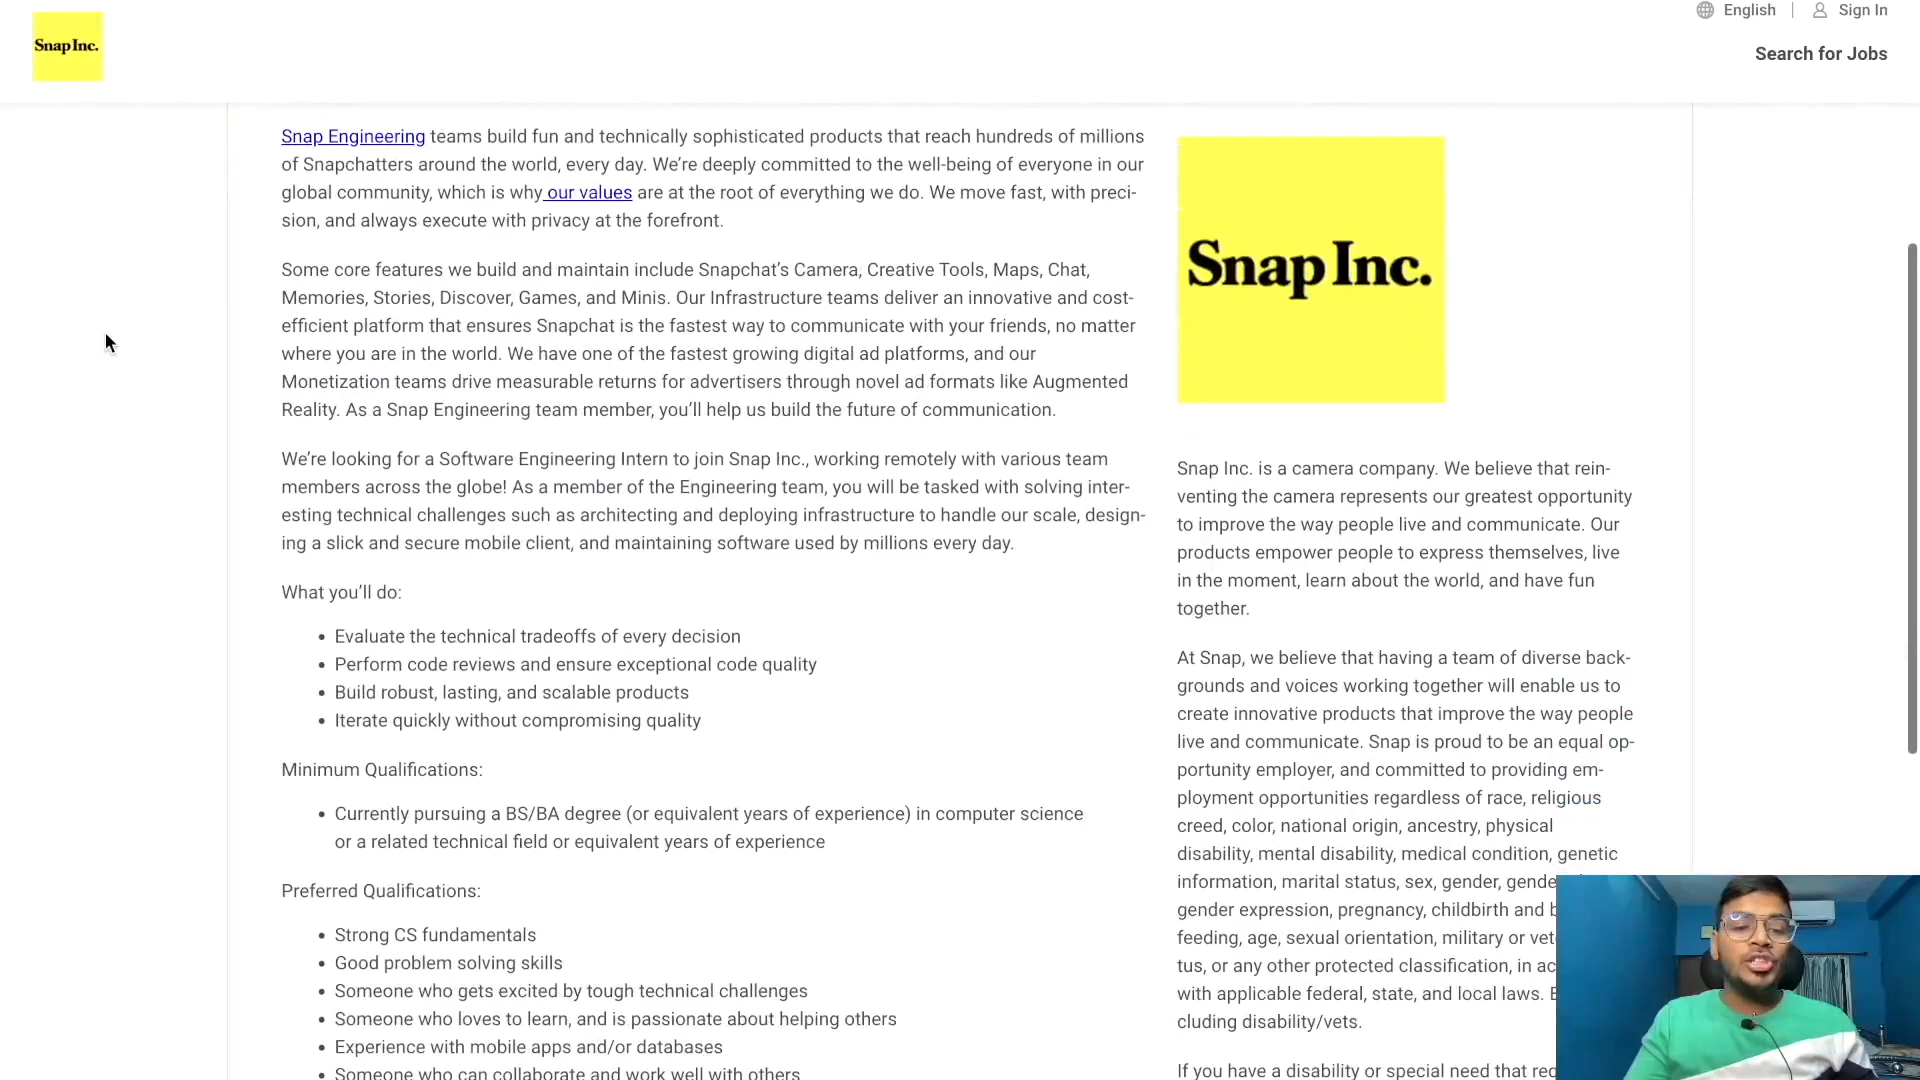 Snap Inc.
English
Sign In
Search for Jobs
Snap Engineering teams build fun and technically sophisticated products that reach hundreds of millions
of Snapchatters around the world, every day. We’re deeply committed to the well-being of everyone in our
global community, which is why our values are at the root of everything we do. We move fast, with preci-
sion, and always execute with privacy at the forefront.
Some core features we build and maintain include Snapchat’s Camera, Creative Tools, Maps, Chat,
Memories, Stories, Discover, Games, and Minis. Our Infrastructure teams deliver an innovative and cost-
efficient platform that ensures Snapchat is the fastest way to communicate with your friends, no matter
where you are in the world. We have one of the fastest growing digital ad platforms, and our
Monetization teams drive measurable returns for advertisers through novel ad formats like Augmented
Reality. As a Snap Engineering team member, you’ll help us build the future of communication.
We’re looking for a Software Engineering Intern to join Snap Inc., working remotely with various team
members across the globe! As a member of the Engineering team, you will be tasked with solving inter-
esting technical challenges such as architecting and deploying infrastructure to handle our scale, design-
ing a slick and secure mobile client, and maintaining software used by millions every day.
What you’ll do:
• Evaluate the technical tradeoffs of every decision
• Perform code reviews and ensure exceptional code quality
• Build robust, lasting, and scalable products
• Iterate quickly without compromising quality
Minimum Qualifications:
• Currently pursuing a BS/BA degree (or equivalent years of experience) in computer science
or a related technical field or equivalent years of experience
Preferred Qualifications:
• Strong CS fundamentals
• Good problem solving skills
• Someone who gets excited by tough technical challenges
• Someone who loves to learn, and is passionate about helping others
• Experience with mobile apps and/or databases
• Someone who can collaborate and work well with others
Snap Inc.
Snap Inc. is a camera company. We believe that rein-
venting the camera represents our greatest opportunity
to improve the way people live and communicate. Our
products empower people to express themselves, live
in the moment, learn about the world, and have fun
together.
At Snap, we believe that having a team of diverse back-
grounds and voices working together will enable us to
create innovative products that improve the way people
live and communicate. Snap is proud to be an equal op-
portunity employer, and committed to providing em-
ployment opportunities regardless of race, religious
creed, color, national origin, ancestry, physical
disability, mental disability, medical condition, genetic
information, marital status, sex, gender, gende
gender expression, pregnancy, childbirth and b
feeding, age, sexual orientation, military or vet
tus, or any other protected classification, in ac
with applicable federal, state, and local laws. E
cluding disability/vets.
If you have a disability or special need that req